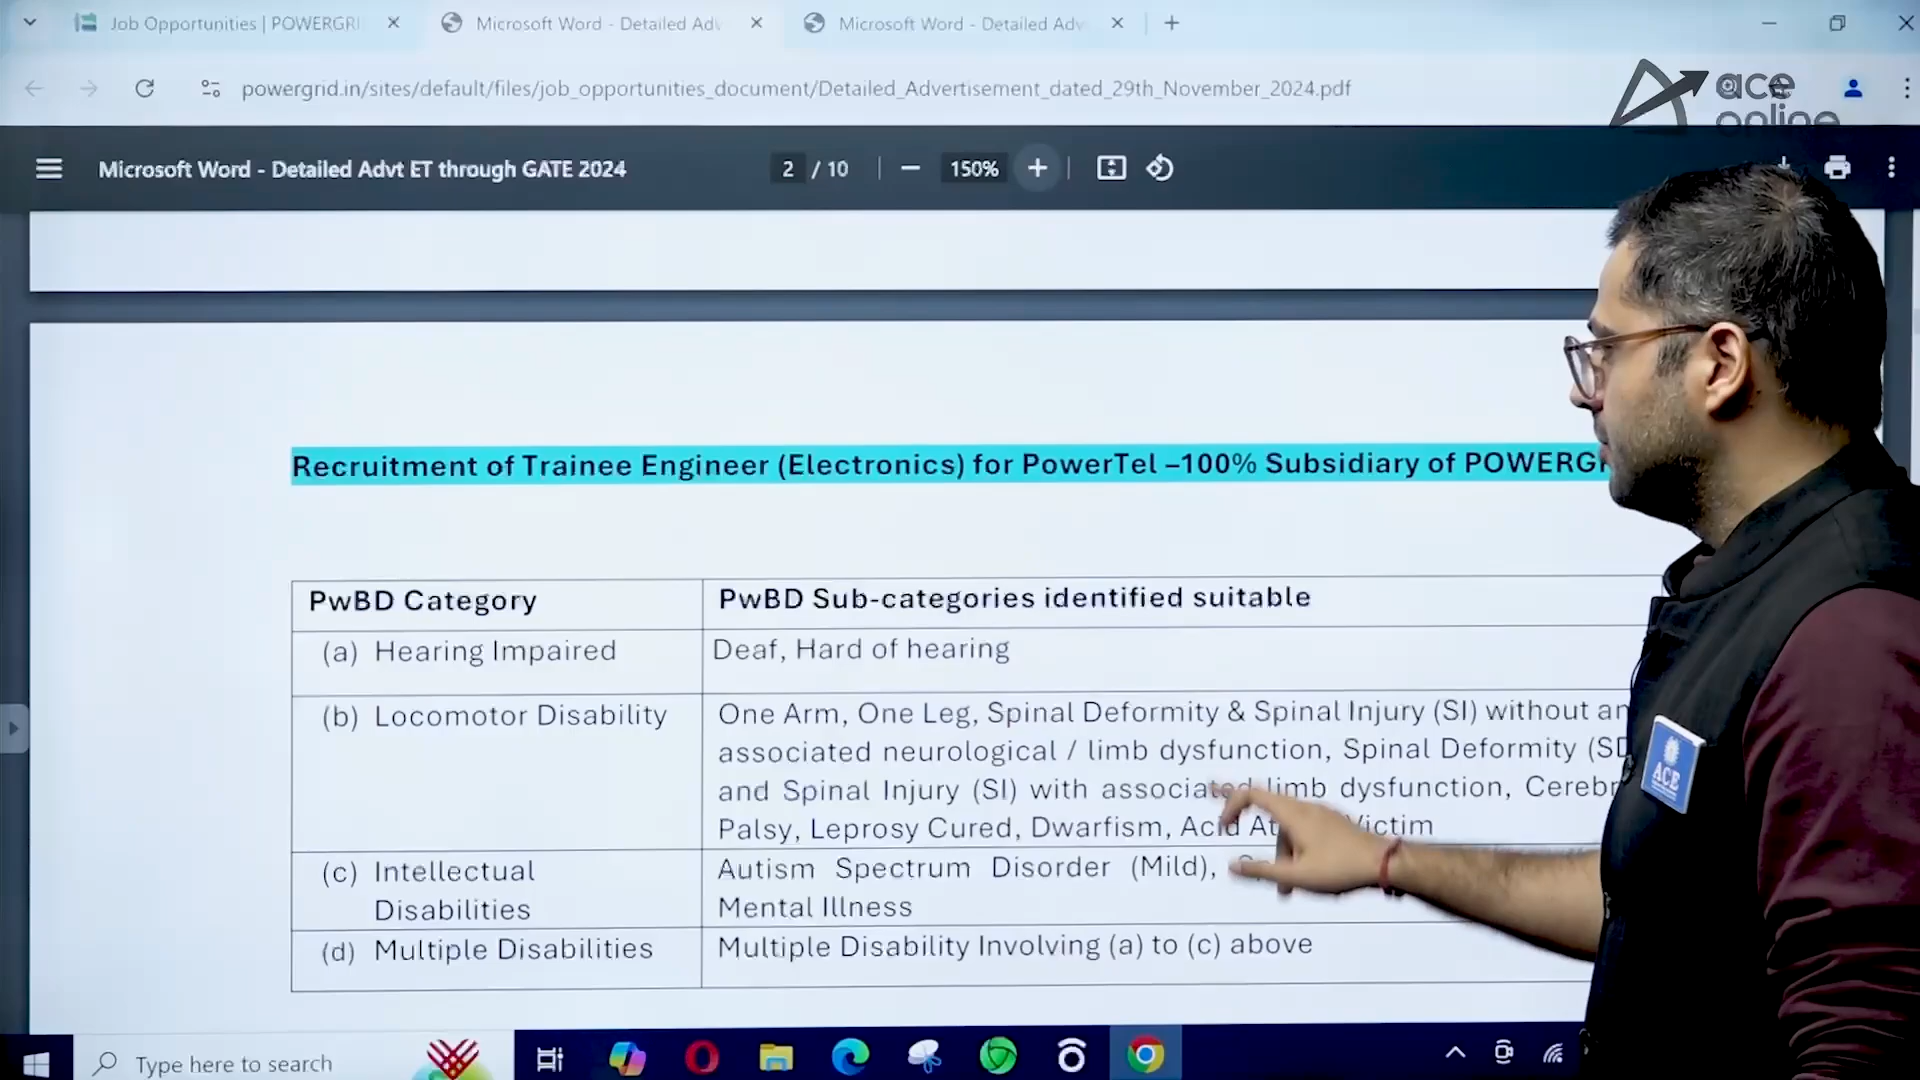 Job Opportunities | POWERGRI
Microsoft Word - Detailed Adv
Microsoft Word - Detailed Adv
powergrid.in/sites/default/files/job_opportunities_document/Detailed_Advertisement_dated_29th_November_2024.pdf
ace
online
Microsoft Word - Detailed Advt ET through GATE 2024
2 / 10
150%
Recruitment of Trainee Engineer (Electronics) for PowerTel –100% Subsidiary of POWERGR
PwBD Category
PwBD Sub-categories identified suitable
(a) Hearing Impaired
Deaf, Hard of hearing
(b) Locomotor Disability
One Arm, One Leg, Spinal Deformity & Spinal Injury (SI) without an
associated neurological / limb dysfunction, Spinal Deformity (SD
and Spinal Injury (SI) with associated limb dysfunction, Cerebr
Palsy, Leprosy Cured, Dwarfism, Acid At Victim
(c) Intellectual
Disabilities
Autism Spectrum Disorder (Mild),
Mental Illness
(d) Multiple Disabilities
Multiple Disability Involving (a) to (c) above
ACE
Type here to search